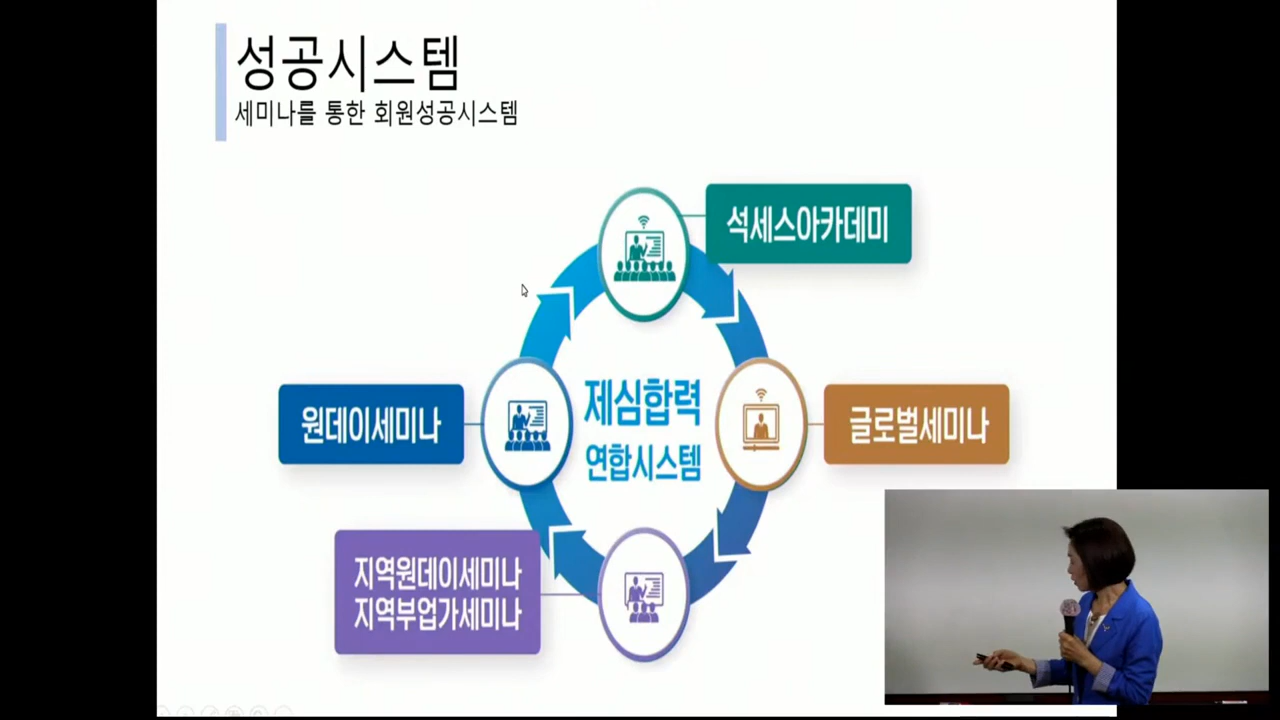 성공시스템
세미나를 통한 회원성공시스템
석세스아카데미
원데이세미나
제심합력
연합시스템
글로벌세미나
지역원데이세미나
지역부업가세미나